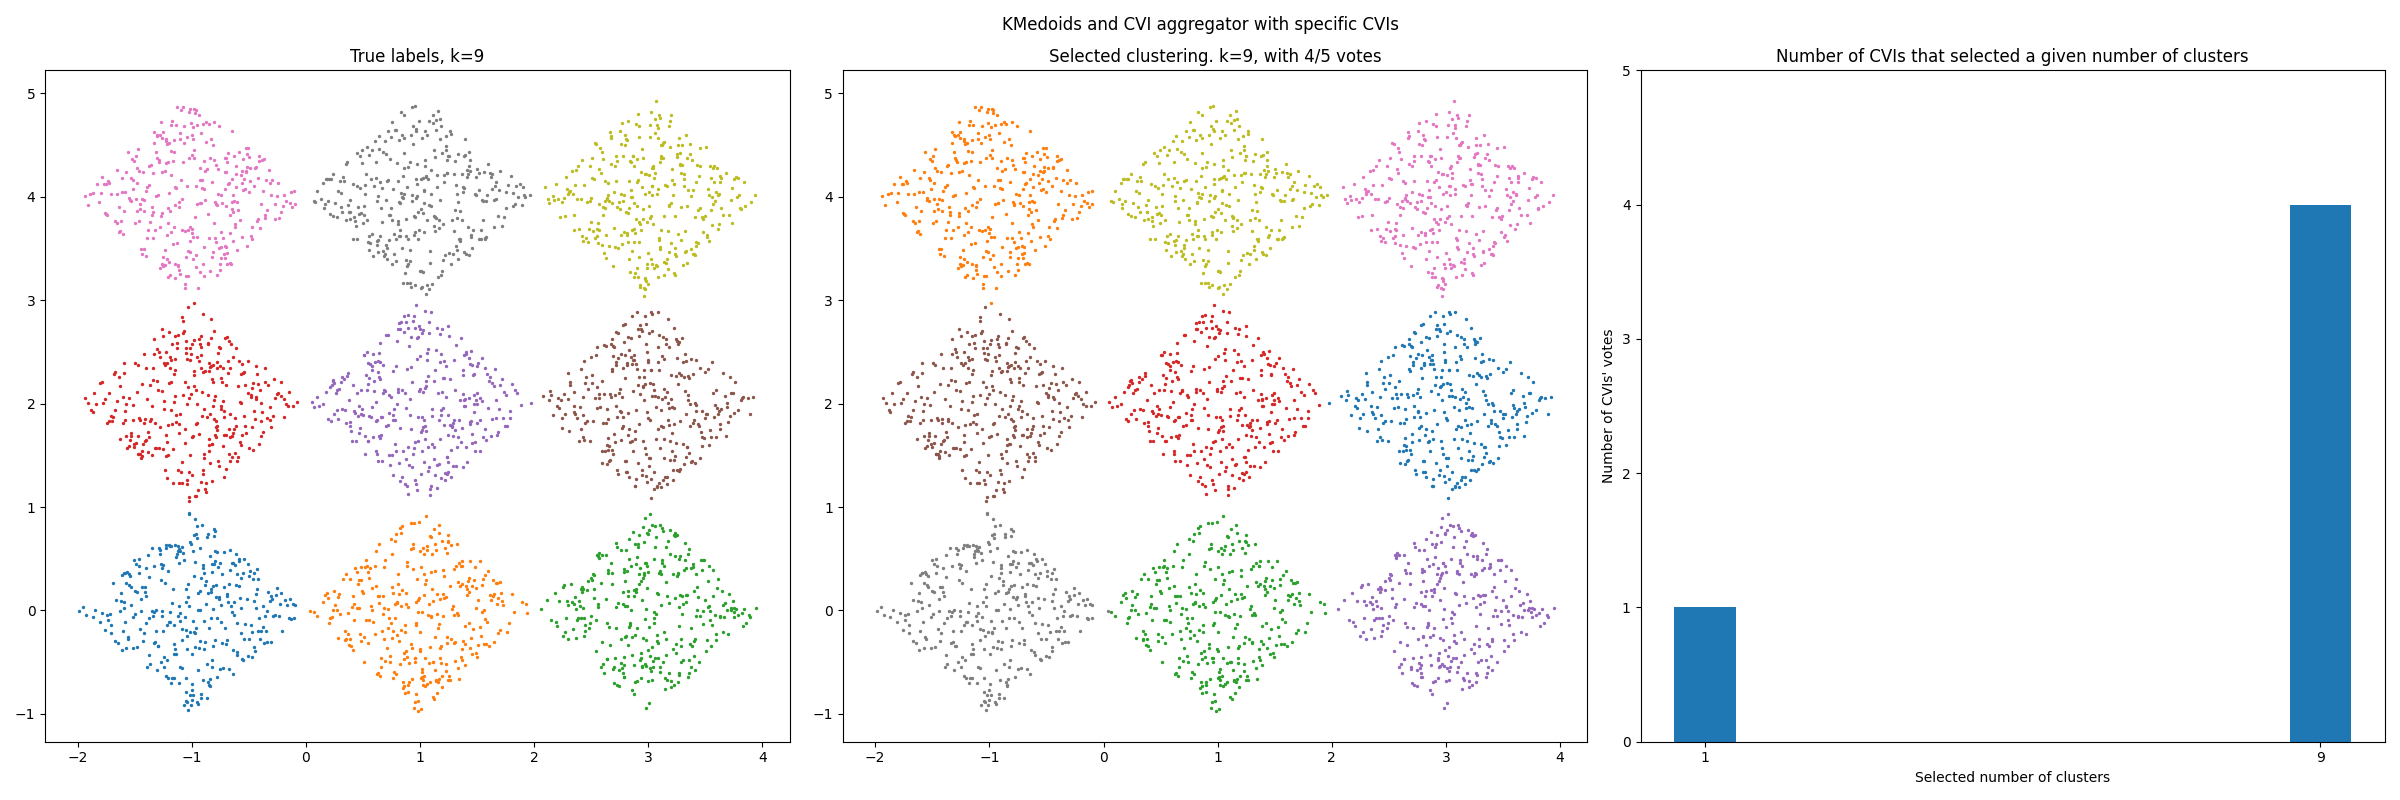 KMedoids and CVI aggregator with specific CVIs
True labels, k=9
5
4
3
2
1
0
−1
−2 −1 0 1 2 3 4
Selected clustering. k=9, with 4/5 votes
5
4
3
2
1
0
−1
−2 −1 0 1 2 3 4
Number of CVIs that selected a given number of clusters
Number of CVIs' votes
5
4
3
2
1
0
1 9
Selected number of clusters